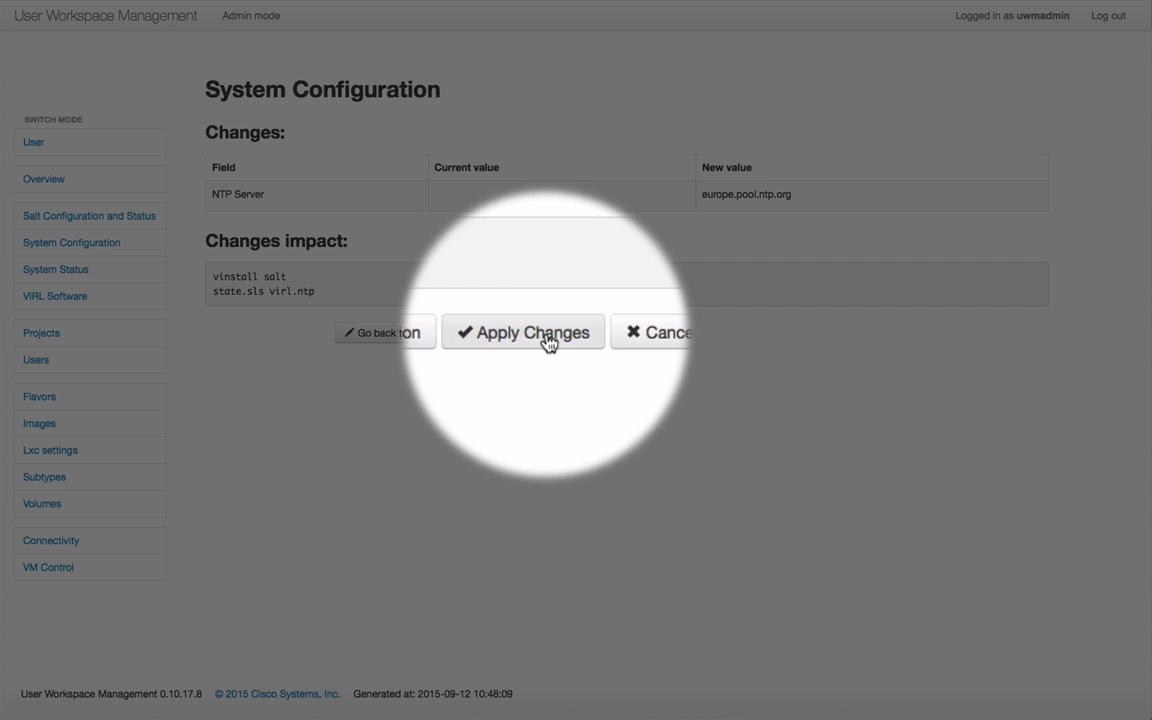 User Workspace Management Admin mode Logged in as uwmadmin Log out
System Configuration
SWITCH MODE
User
Overview
Salt Configuration and Status
System Configuration
System Status
VIRL Software
Projects
Users
Flavors
Images
Lxc settings
Subtypes
Volumes
Connectivity
VM Control
Changes:
Field Current value New value
NTP Server europe.pool.ntp.org
Changes impact:
vinstall salt
state.sls virl.ntp
Go back Apply Changes
User Workspace Management 0.10.17.8 © 2015 Cisco Systems, Inc. Generated at: 2015-09-12 10:48:09